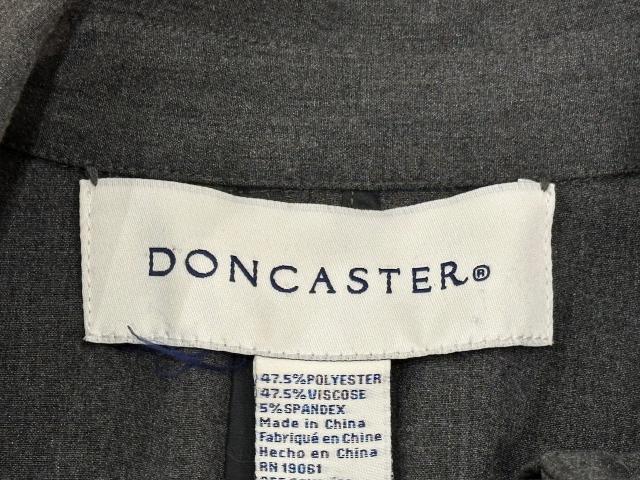 DONCASTER®
47.5%POLYESTER
47.5%VISCOSE
5%SPANDEX
Made in China
Fabriqué en Chine
Hecho en China
RN 19061